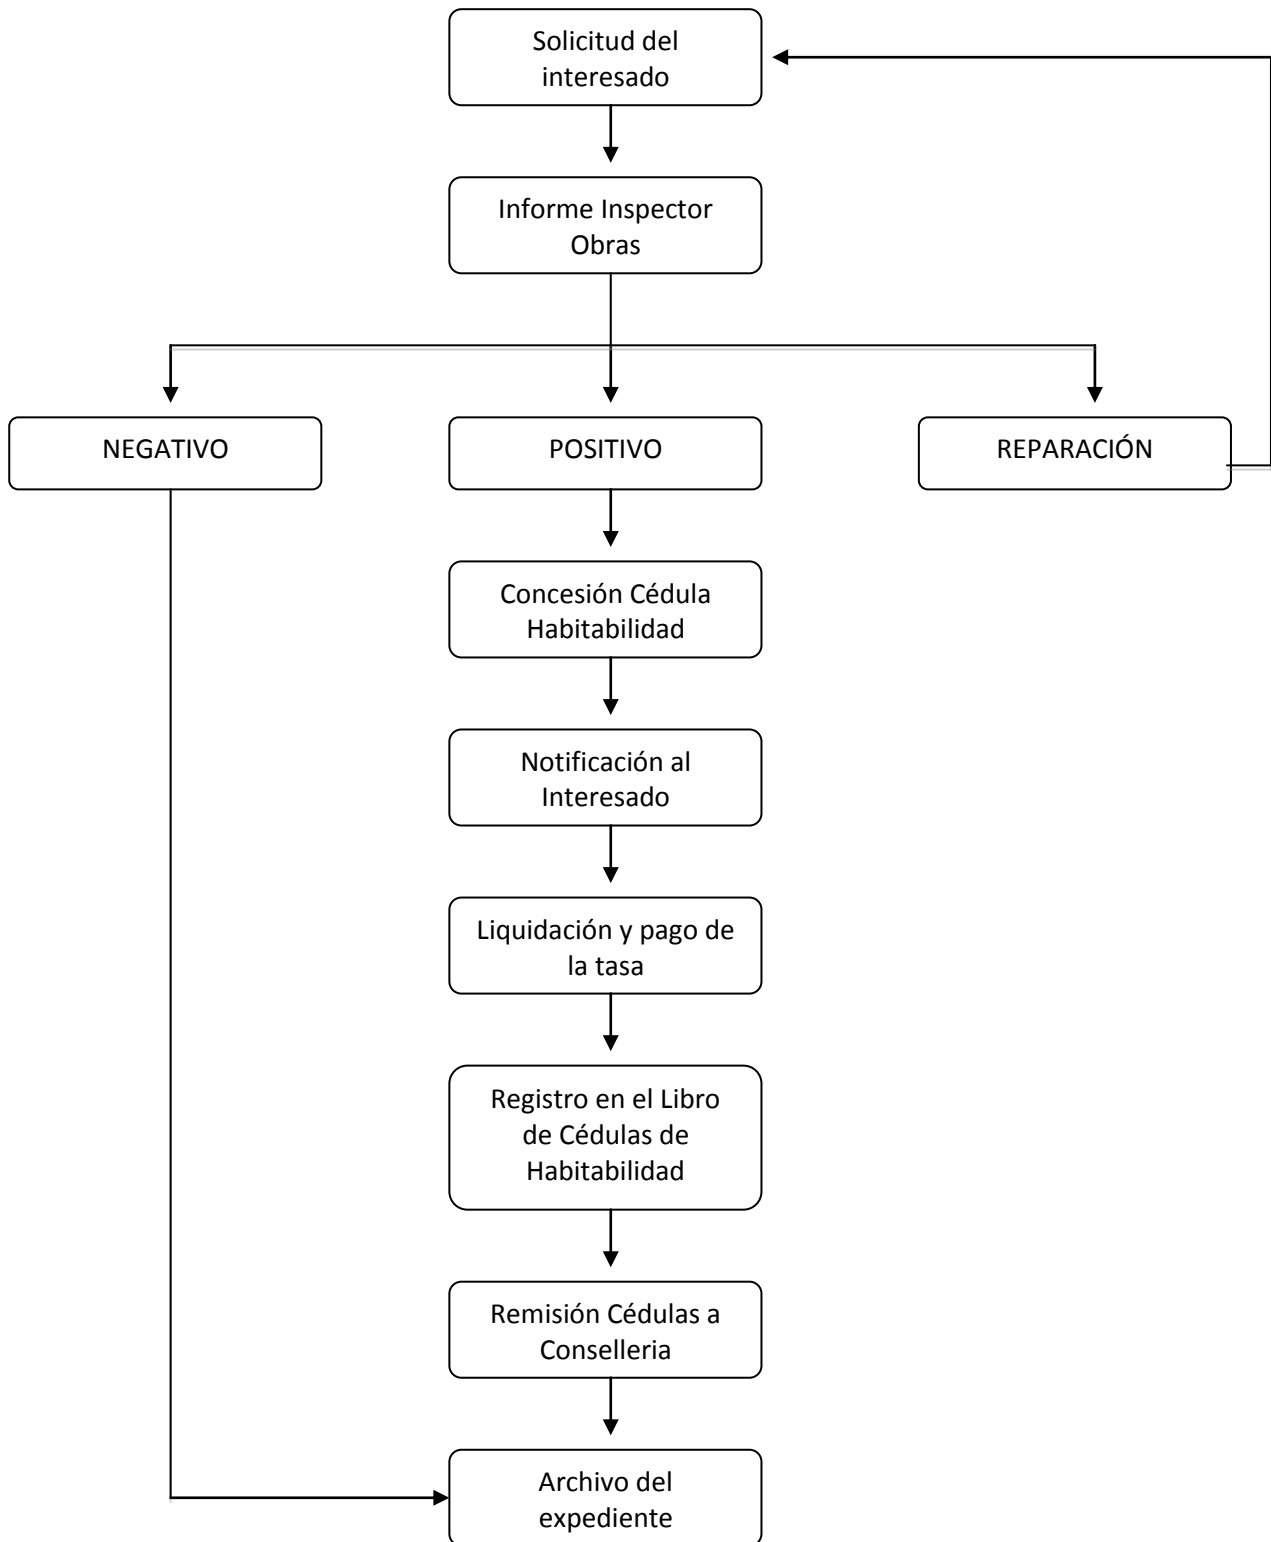 Solicitud del
interesado
Informe Inspector
Obras
NEGATIVO
POSITIVO
REPARACIÓN
Concesión Cédula
Habitabilidad
Notificación al
Interesado
Liquidación y pago de
la tasa
Registro en el Libro
de Cédulas de
Habitabilidad
Remisión Cédulas a
Conselleria
Archivo del
expediente